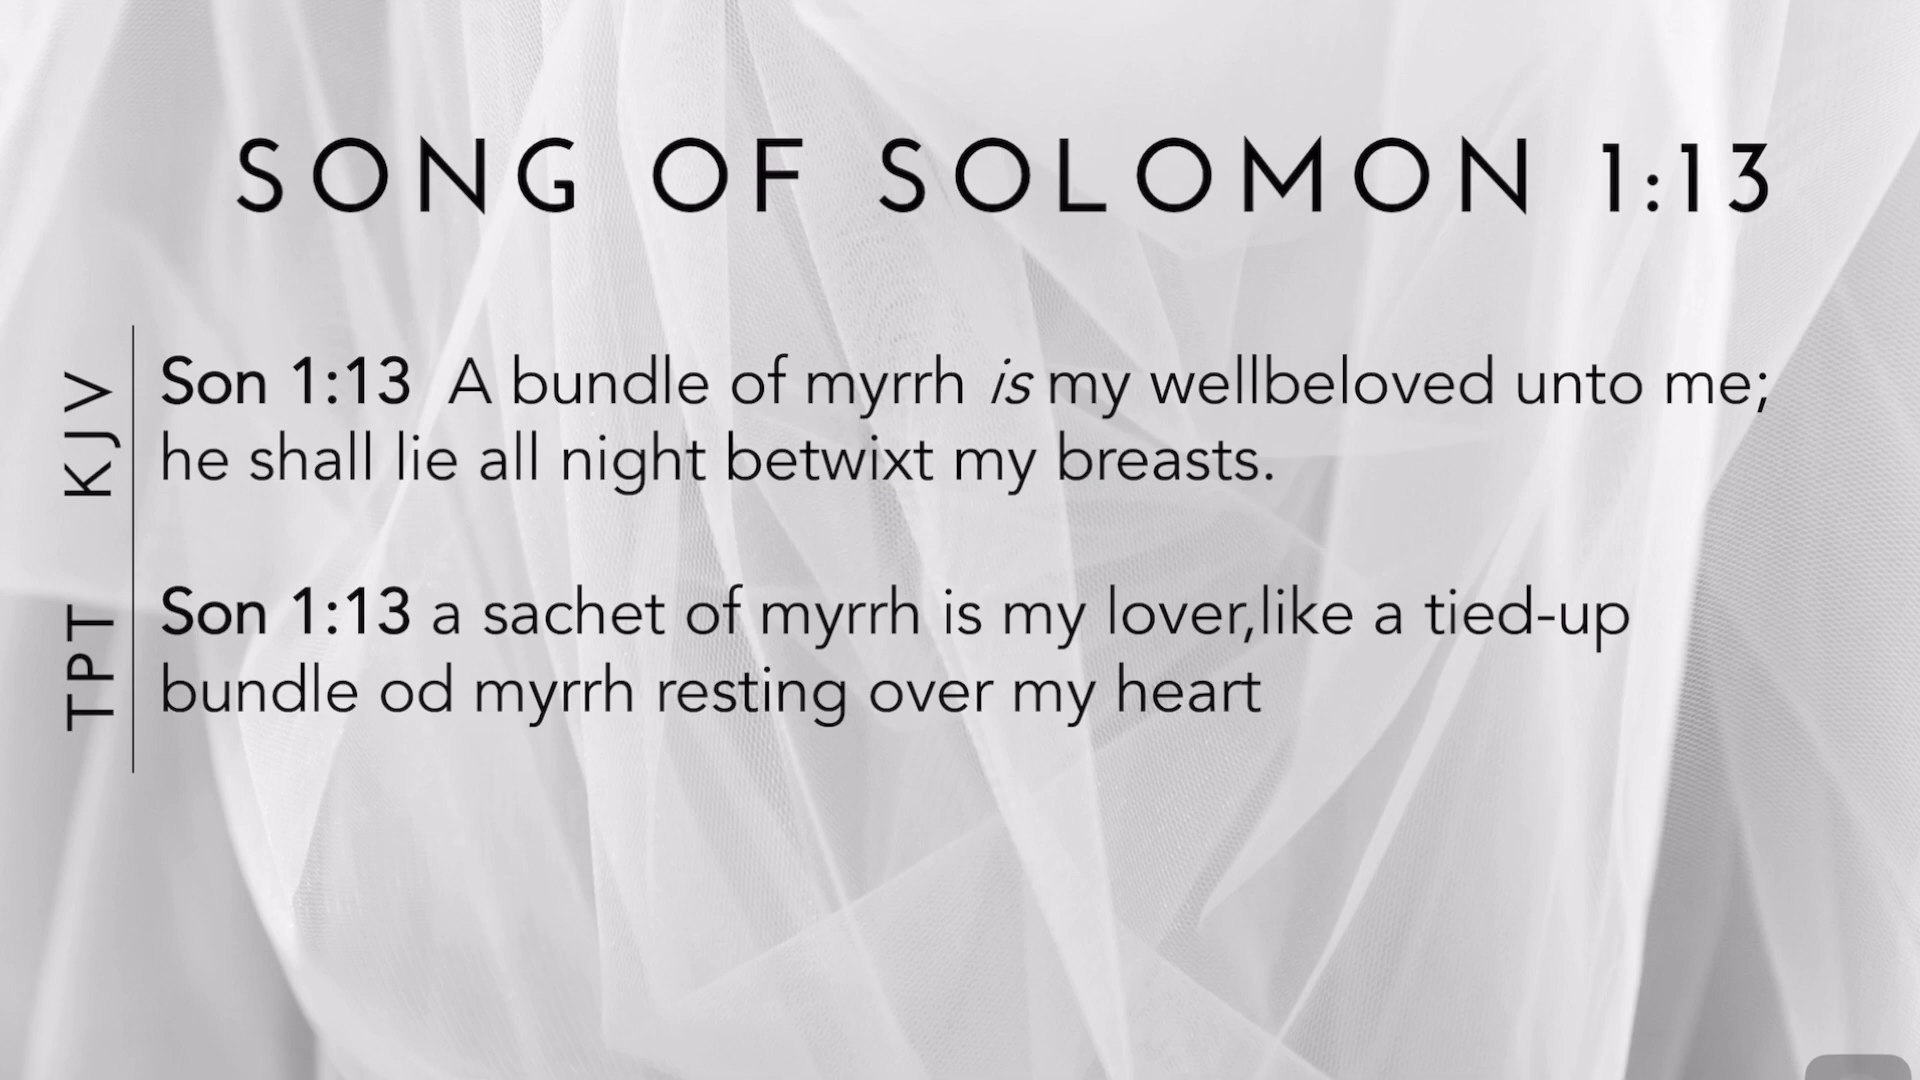 SONG OF SOLOMON 1:13
KJV
Son 1:13 A bundle of myrrh is my wellbeloved unto me;
he shall lie all night betwixt my breasts.
TPT
Son 1:13 a sachet of myrrh is my lover,like a tied-up
bundle od myrrh resting over my heart